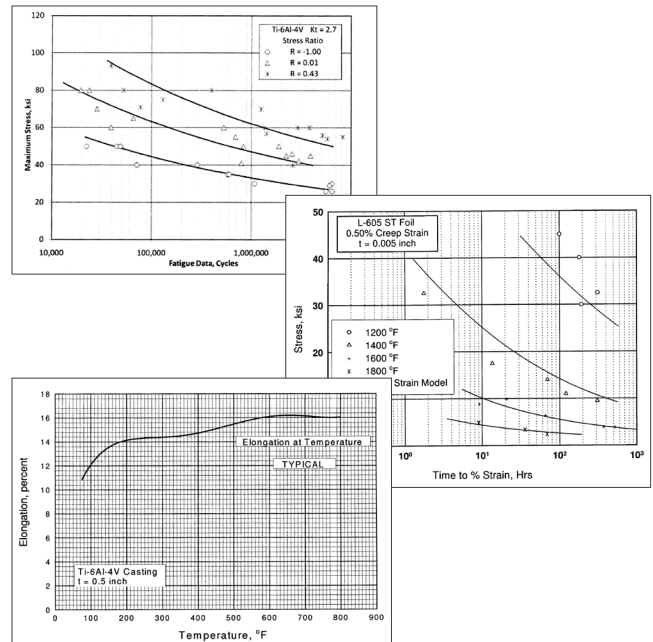 Ti-6Al-4V Kt = 2.7
Stress Ratio
R = -1.00
R = 0.01
R = 0.43
120
100
80
60
40
20
0
Maximum Stress, ksi
10,000
100,000
1,000,000
Fatigue Data, Cycles
L-605 ST Foil
0.50% Creep Strain
t = 0.005 inch
50
40
30
20
Stress, ksi
1200 °F
1400 °F
1600 °F
1800 °F
Strain Model
10⁰
10¹
10²
10³
Time to % Strain, Hrs
18
16
14
12
10
8
6
4
2
0
Elongation, percent
Elongation at Temperature
TYPICAL
Ti-6Al-4V Casting
t = 0.5 inch
0 100 200 300 400 500 600 700 800 900
Temperature, °F